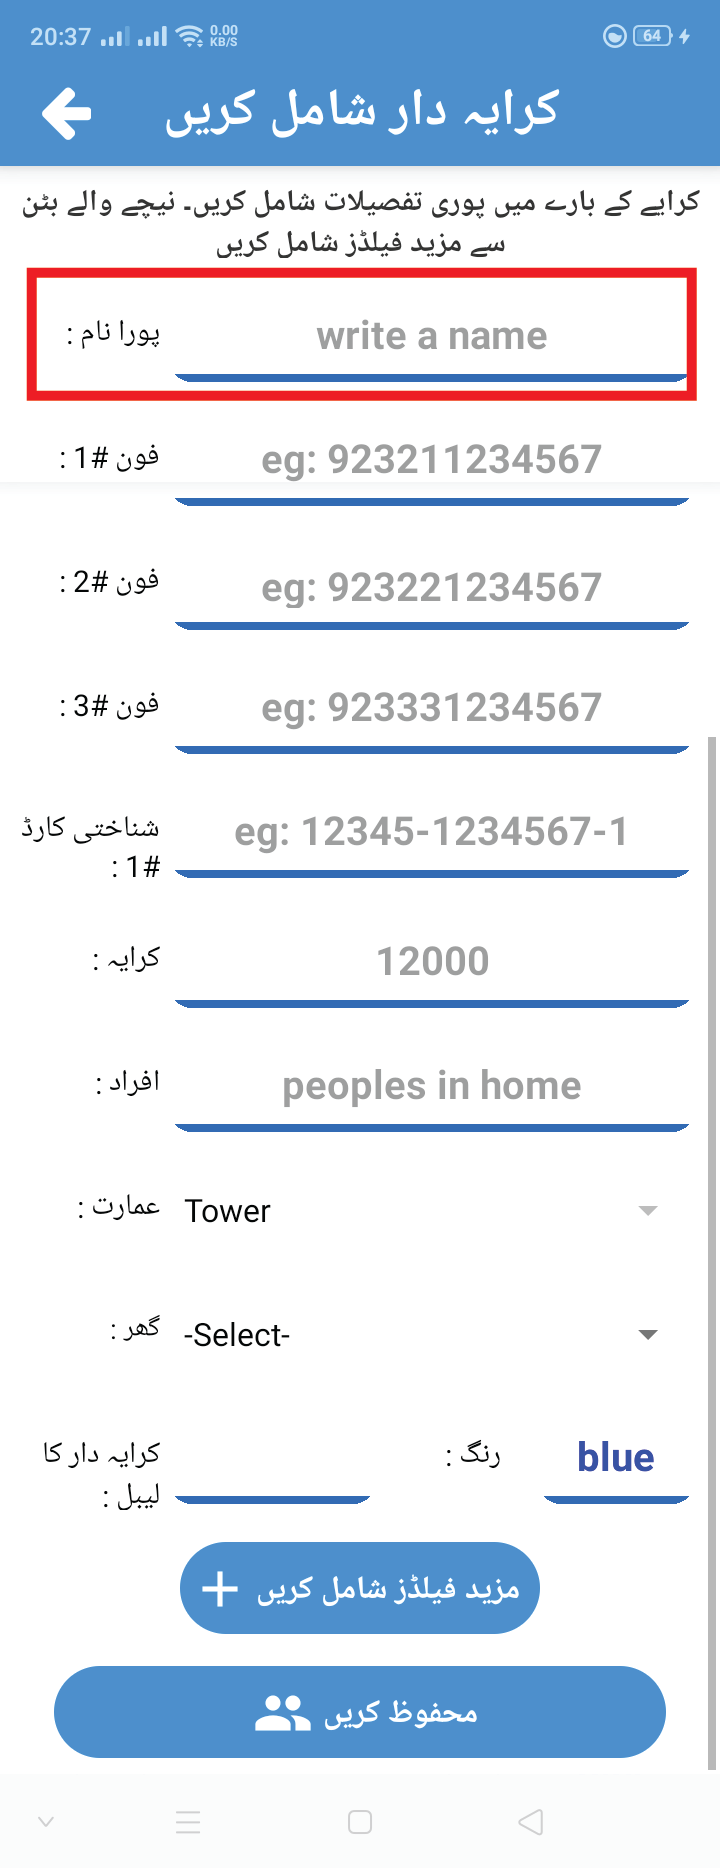 20:37 0.00 KB/S 64
کرایہ دار شامل کریں
کرایے کے بارے میں پوری تفصیلات شامل کریں۔ نیچے والے بٹن
سے مزید فیلڈز شامل کریں
پورا نام :
write a name
فون #1 :
eg: 923211234567
فون #2 :
eg: 923221234567
فون #3 :
eg: 923331234567
شناختی کارڈ
#1 :
eg: 12345-1234567-1
کرایہ :
12000
افراد :
peoples in home
عمارت :
Tower
گھر :
-Select-
کرایہ دار کا
لیبل :
رنگ :
blue
مزید فیلڈز شامل کریں
محفوظ کریں